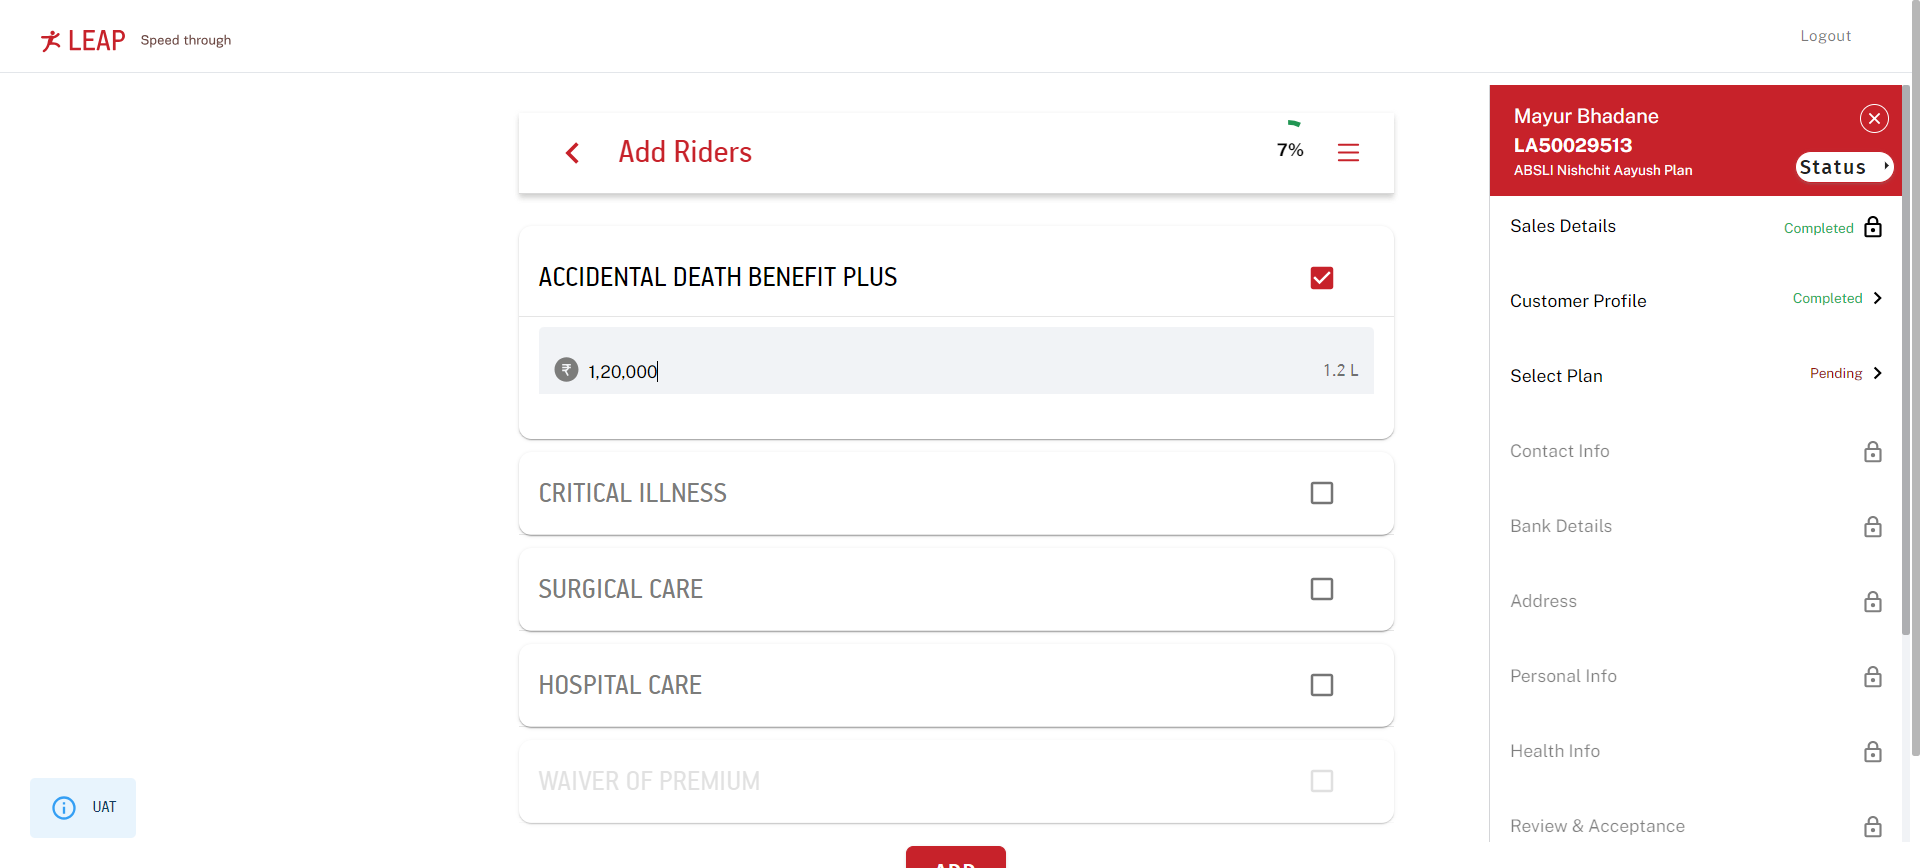 LEAP Speed through
Logout
Add Riders
7%
ACCIDENTAL DEATH BENEFIT PLUS
₹ 1,20,000 1.2 L
CRITICAL ILLNESS
SURGICAL CARE
HOSPITAL CARE
WAIVER OF PREMIUM
ADD
UAT
Mayur Bhadane
LA50029513
ABSLI Nishchit Aayush Plan
Status
Sales Details Completed
Customer Profile Completed
Select Plan Pending
Contact Info
Bank Details
Address
Personal Info
Health Info
Review & Acceptance